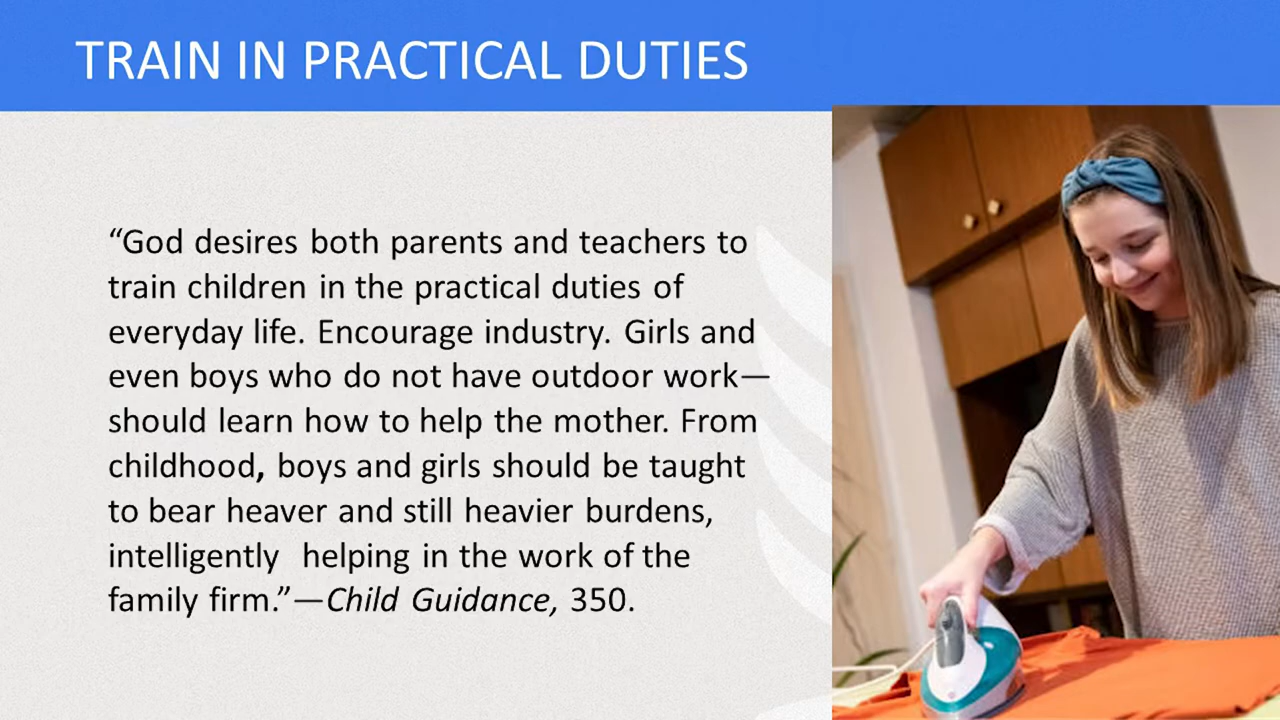 TRAIN IN PRACTICAL DUTIES
“God desires both parents and teachers to
train children in the practical duties of
everyday life. Encourage industry. Girls and
even boys who do not have outdoor work—
should learn how to help the mother. From
childhood, boys and girls should be taught
to bear heaver and still heavier burdens,
intelligently helping in the work of the
family firm.”—Child Guidance, 350.